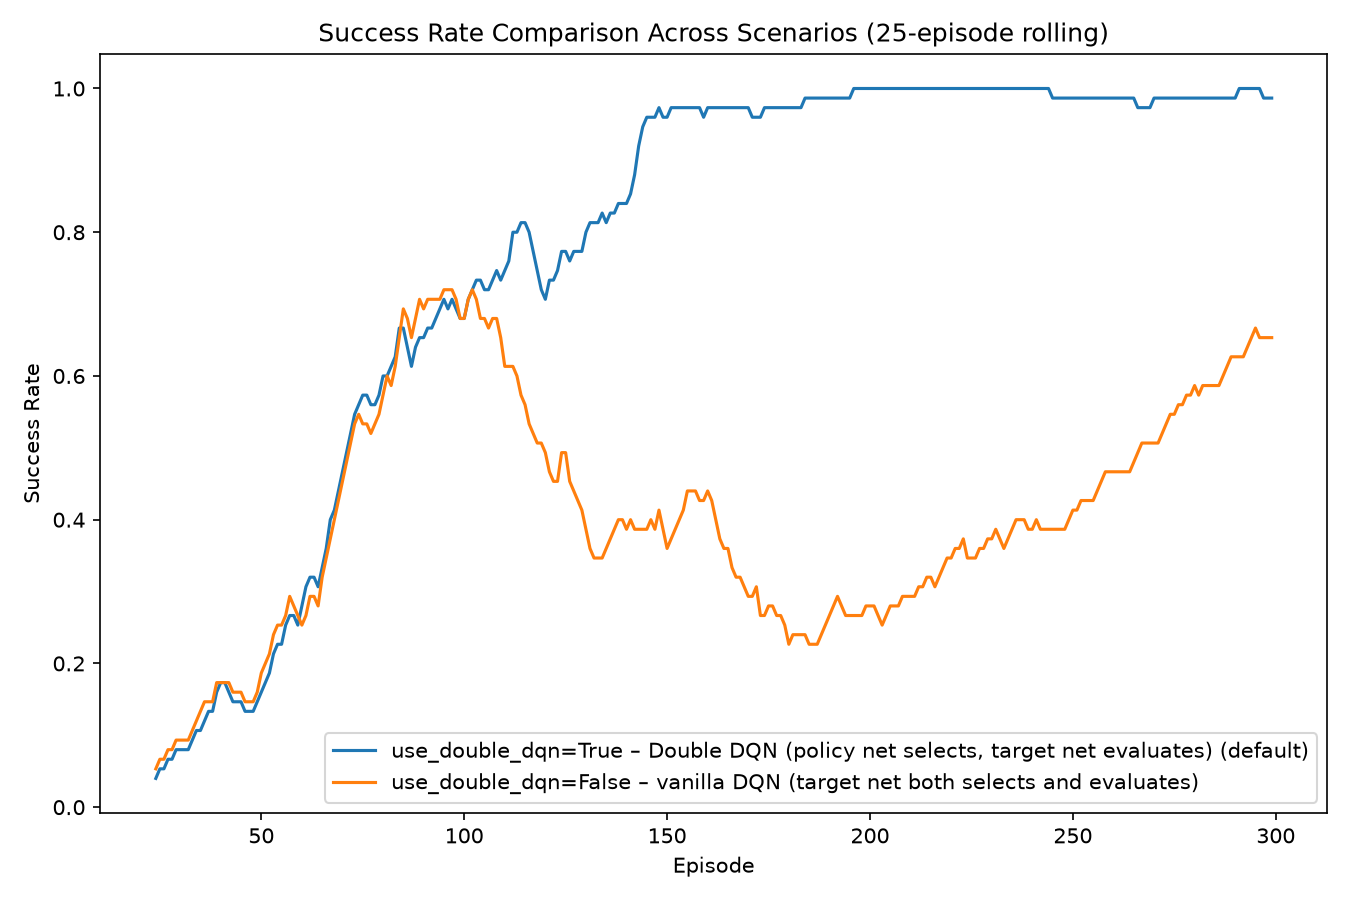 Success Rate Comparison Across Scenarios (25-episode rolling)
Success Rate
1.0
0.8
0.6
0.4
0.2
0.0
use_double_dqn=True – Double DQN (policy net selects, target net evaluates) (default)
use_double_dqn=False – vanilla DQN (target net both selects and evaluates)
50
100
150
200
250
300
Episode